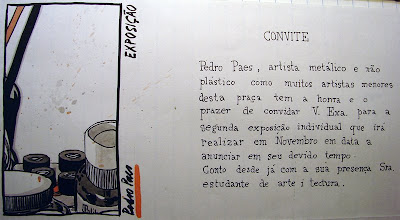 EXPOSIÇÃO
Pedro Paes
CONVITE
Pedro Paes, artista metálico e não
plástico como muitos artistas menores
desta praça tem a honra e o
prazer de convidar V. Exa. para a
segunda exposição individual que irá
realizar em Novembro em data a
anunciar em seu devido tempo.
Conto desde já com a sua presença Sra.
estudante de arte i tectura.